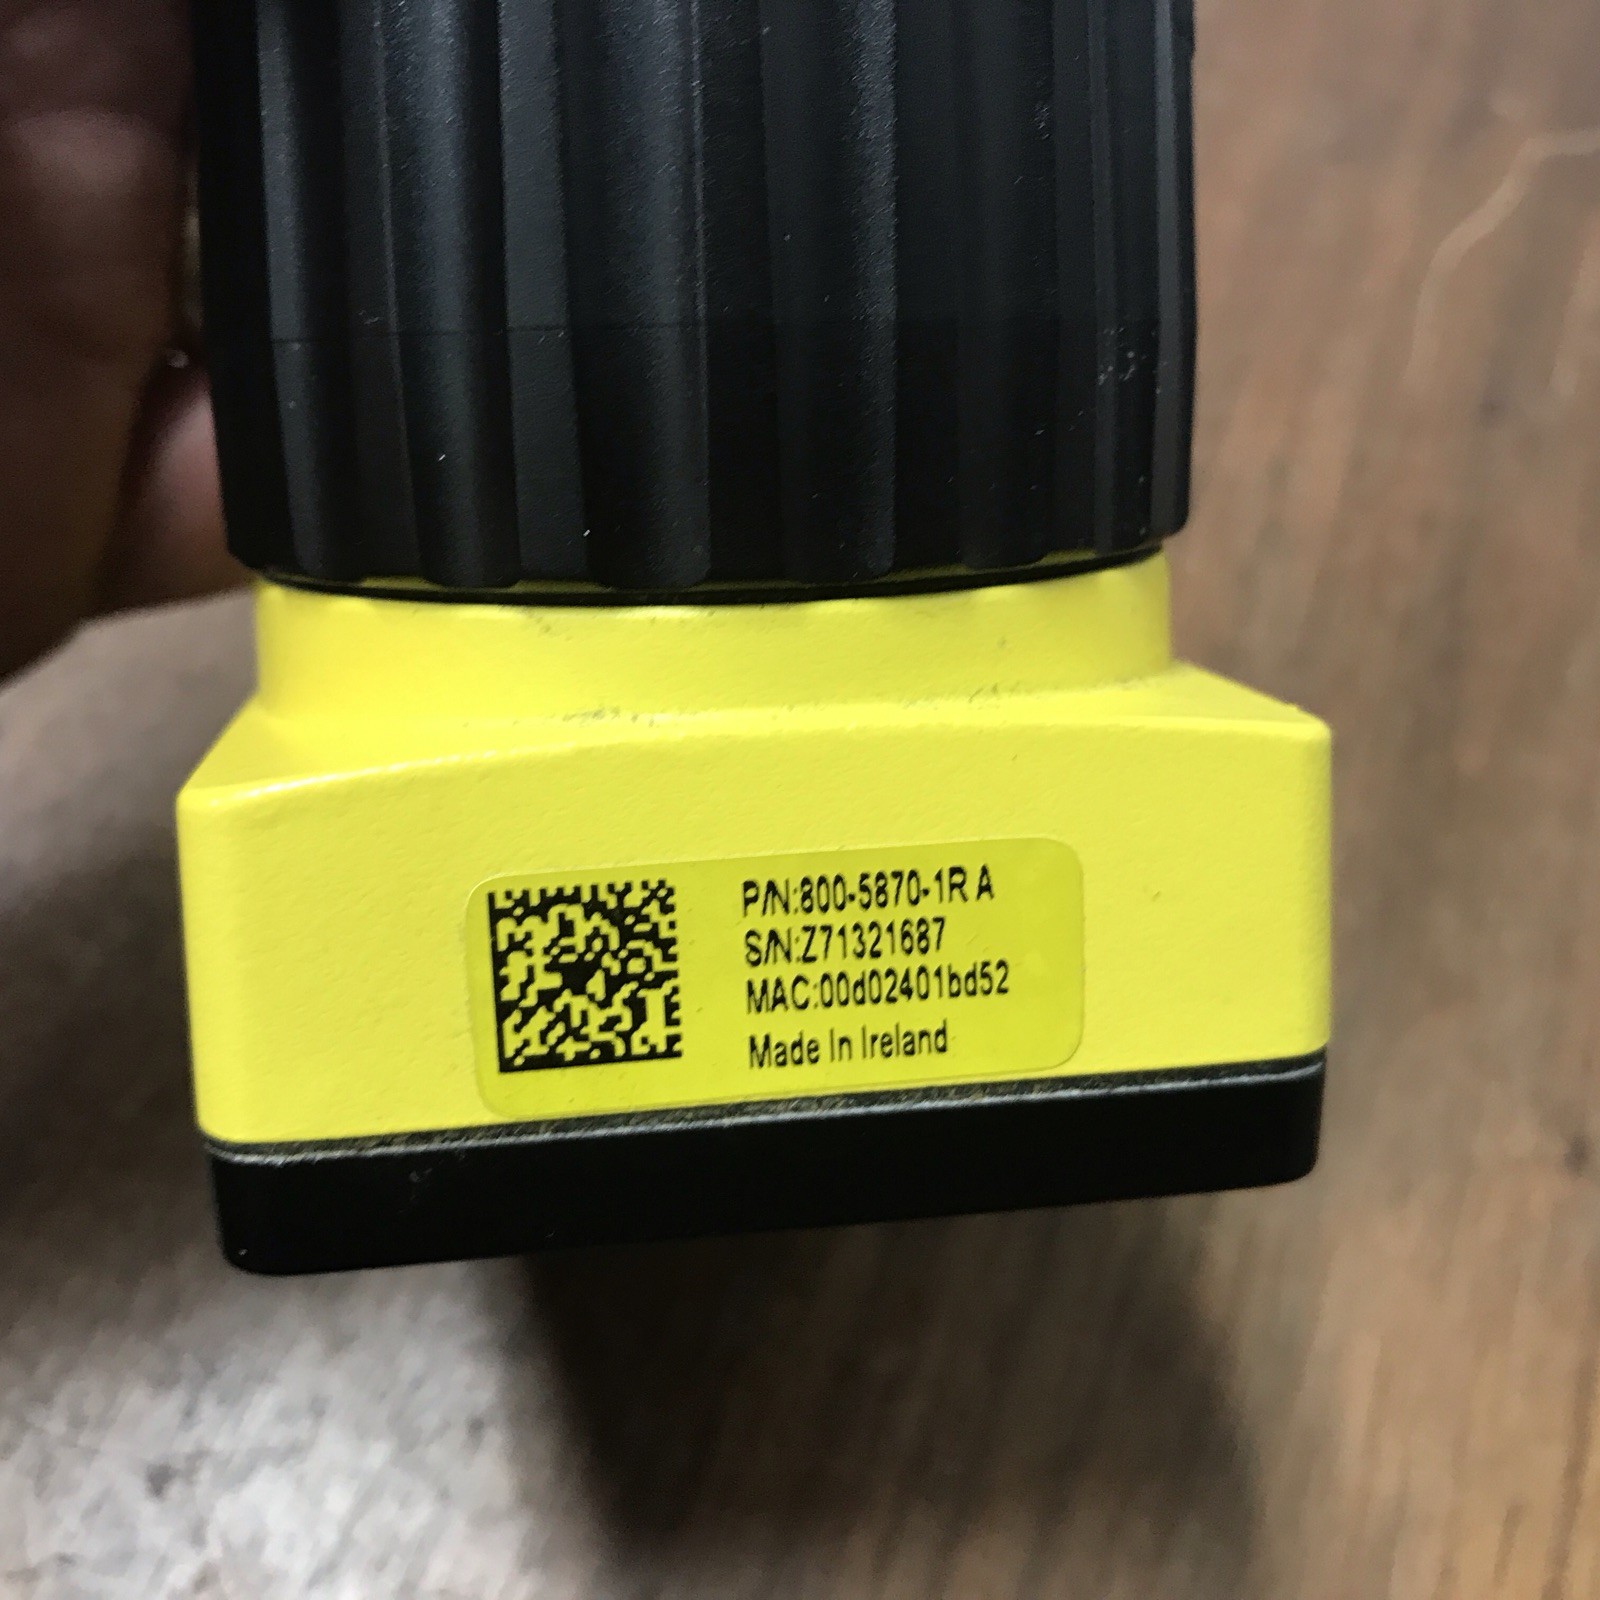 P/N:800-5870-1R A
S/N:Z71321687
MAC:00d02401bd52
Made In Ireland